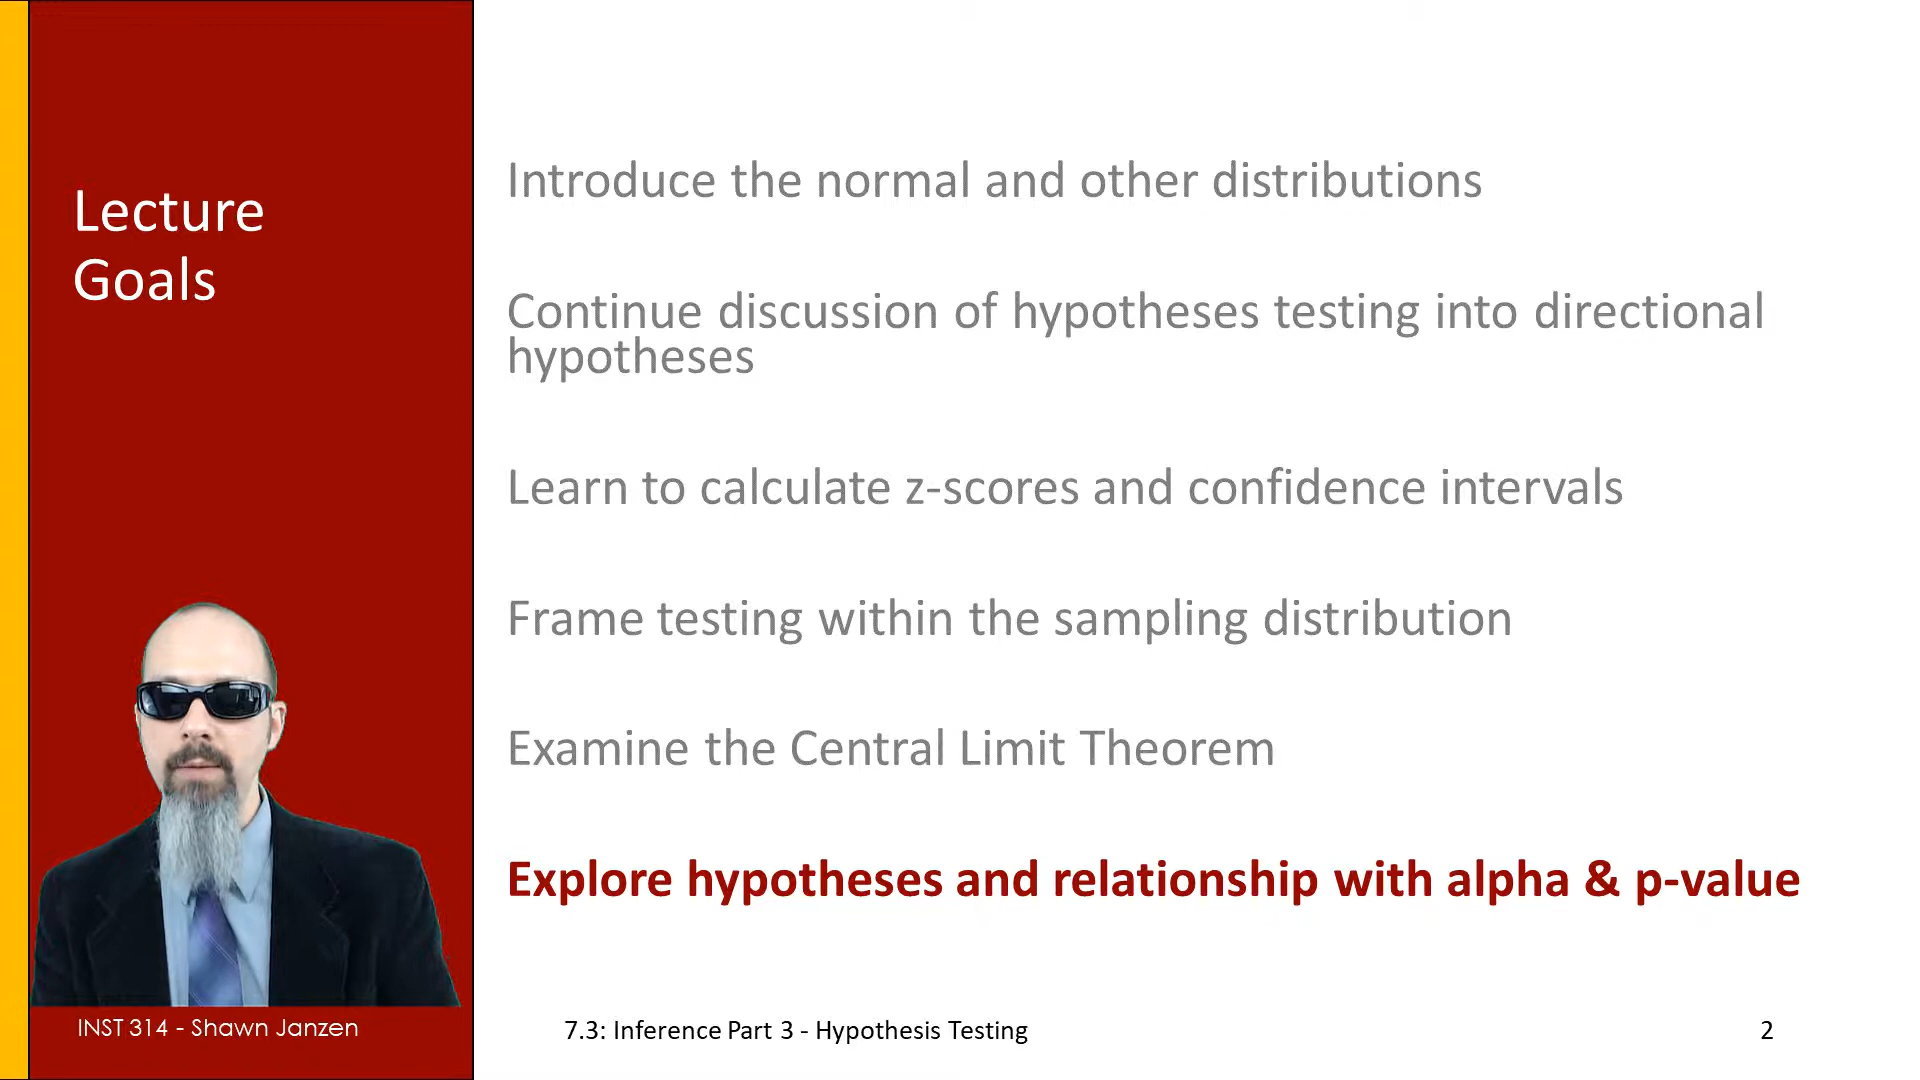 Lecture
Goals
Introduce the normal and other distributions
Continue discussion of hypotheses testing into directional
hypotheses
Learn to calculate z-scores and confidence intervals
Frame testing within the sampling distribution
Examine the Central Limit Theorem
Explore hypotheses and relationship with alpha & p-value
INST 314 - Shawn Janzen
7.3: Inference Part 3 - Hypothesis Testing
2